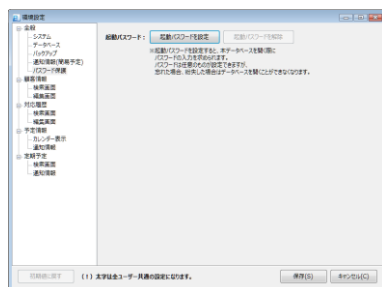 環境設定
全般
システム
データベース
バックアップ
通知情報(簡易予定)
パスワード保護
顧客情報
検索画面
編集画面
対応履歴
検索画面
編集画面
予定情報
カレンダー表示
通知情報
定期予定
検索画面
通知情報
起動パスワード： 起動パスワードを設定 起動パスワードを解除
※起動パスワードを設定すると、本データベースを開く際に
パスワードの入力を求められます。
パスワードは任意のものが設定できますが、
忘れた場合、紛失した場合はデータベースを開くことができなくなります。
初期値に戻す (！) 太字は全ユーザー共通の設定になります。 保存(S) キャンセル(C)